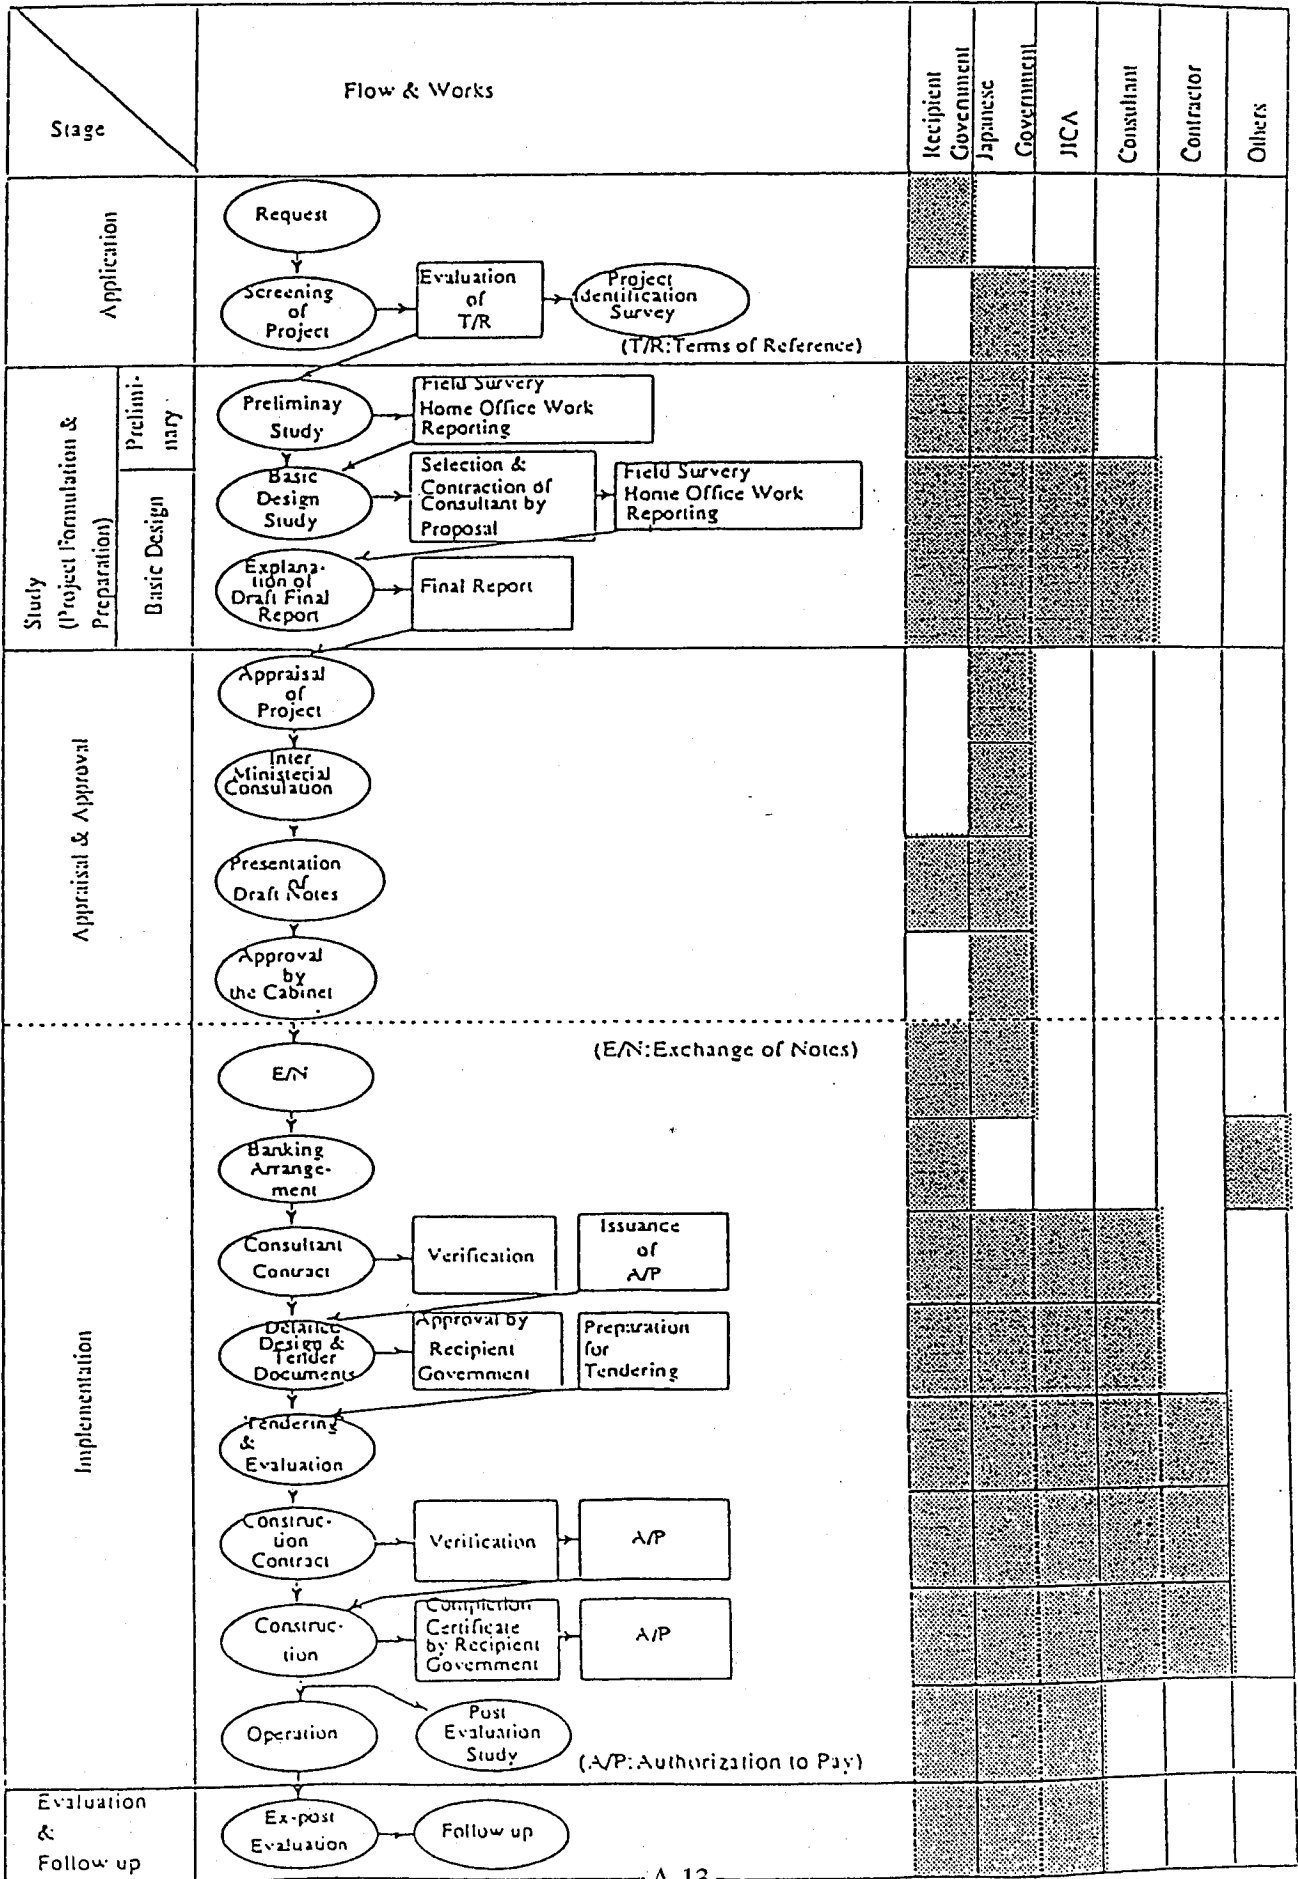 Stage
Flow & Works
Recipient
Government
Japanese
Government
JICA
Consultant
Contractor
Others
Application
Request
Screening
of
Project
Evaluation
of
T/R
Project
Identification
Survey
(T/R:Terms of Reference)
Study
(Project Formulation &
Preparation)
Prelimi-
nary
Preliminay
Study
Field Survery
Home Office Work
Reporting
Basic Design
Basic
Design
Study
Selection &
Contraction of
Consultant by
Proposal
Field Survery
Home Office Work
Reporting
Explana-
tion of
Draft Final
Report
Final Report
Appraisal & Approval
Appraisal
of
Project
Inter
Ministerial
Consulation
Presentation
of
Draft Notes
Approval
by
the Cabinet
Implementation
(E/N:Exchange of Notes)
E/N
Banking
Arrange-
ment
Consultant
Contract
Verification
Issuance
of
A/P
Detailed
Design &
Tender
Documents
Approval by
Recipient
Government
Preparation
for
Tendering
Tendering
&
Evaluation
Construc-
tion
Contract
Verification
A/P
Construc-
tion
Completion
Certificate
by Recipient
Government
A/P
Operation
Post
Evaluation
Study
(A/P:Authorization to Pay)
Evaluation
&
Follow up
Ex-post
Evaluation
Follow up
A-13